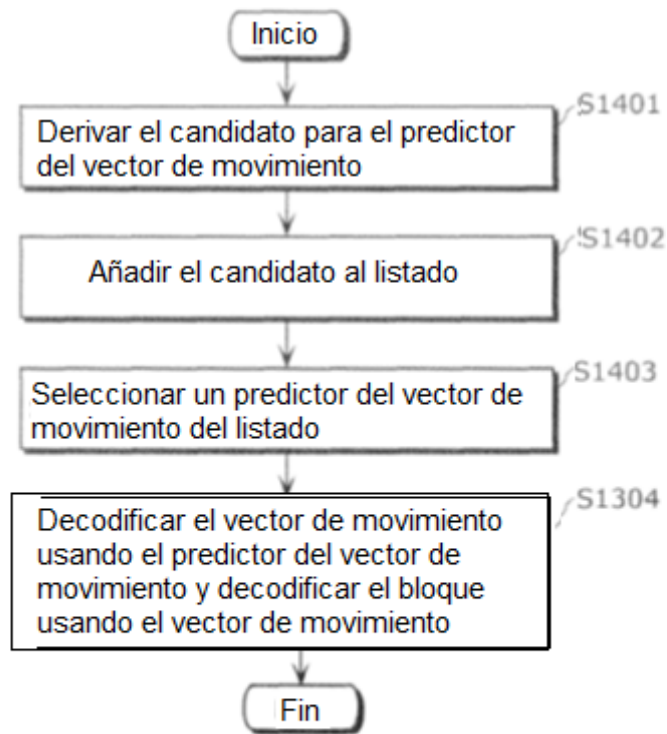 Inicio
S1401
Derivar el candidato para el predictor
del vector de movimiento
S1402
Añadir el candidato al listado
S1403
Seleccionar un predictor del vector de
movimiento del listado
S1304
Decodificar el vector de movimiento
usando el predictor del vector de
movimiento y decodificar el bloque
usando el vector de movimiento
Fin